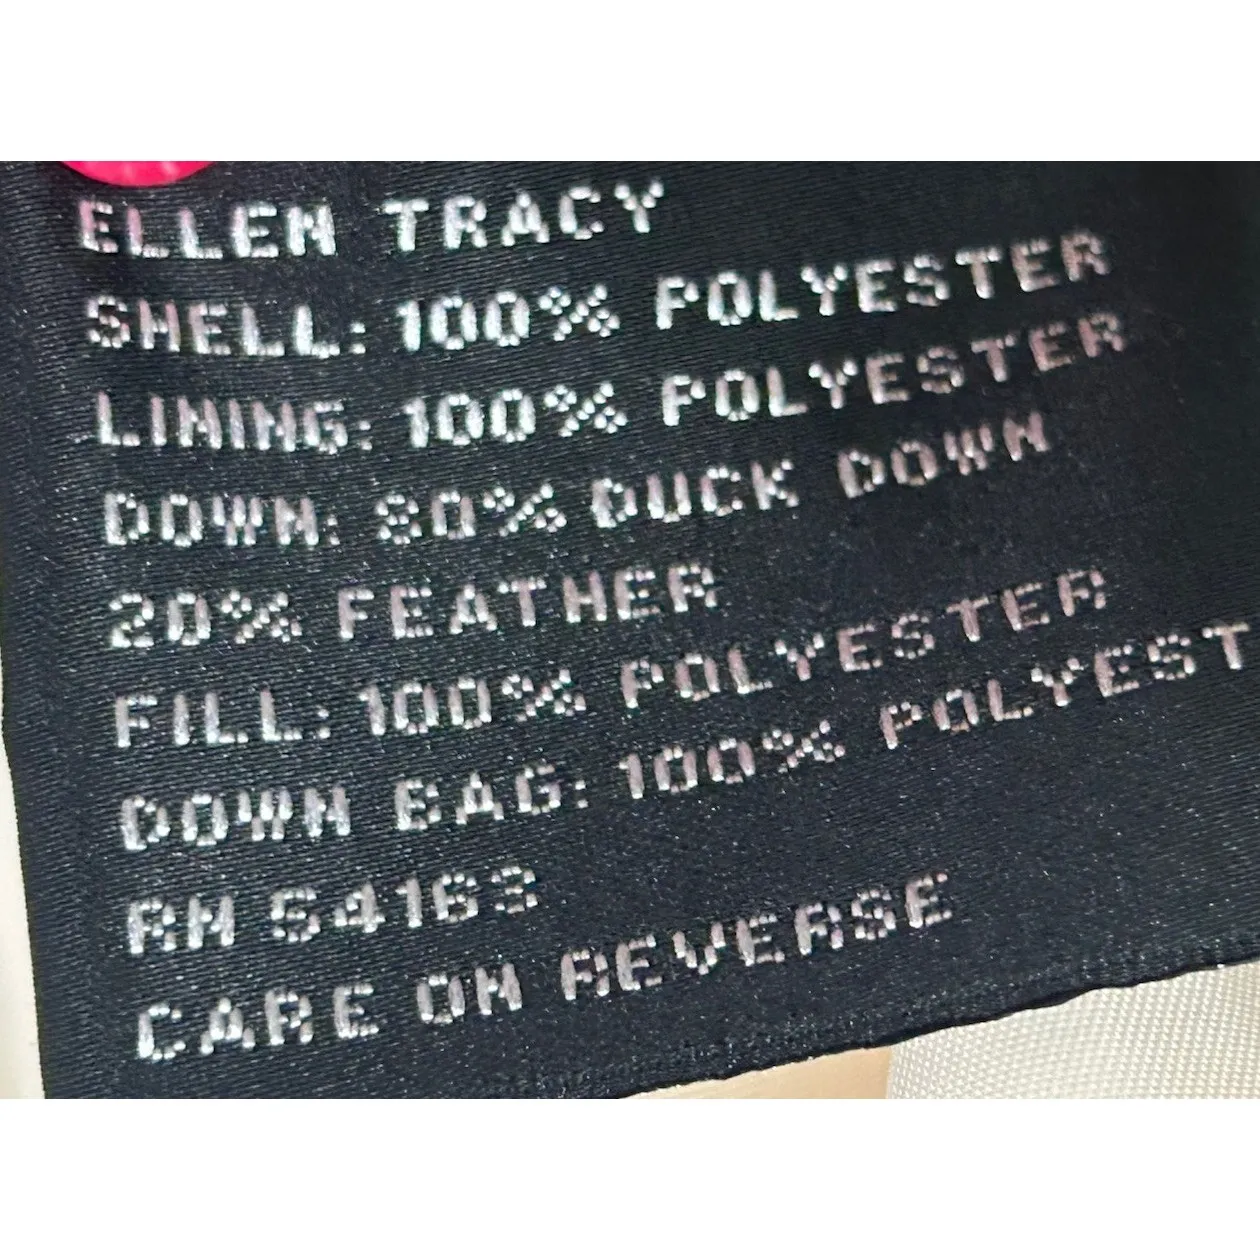 ELLEN TRACY
SHELL: 100% POLYESTER
LINING: 100% POLYESTER
DOWN: 80% DUCK DOWN
20% FEATHER
FILL: 100% POLYESTER
DOWN BAG: 100% POLYEST
RN 54163
CARE ON REVERSE